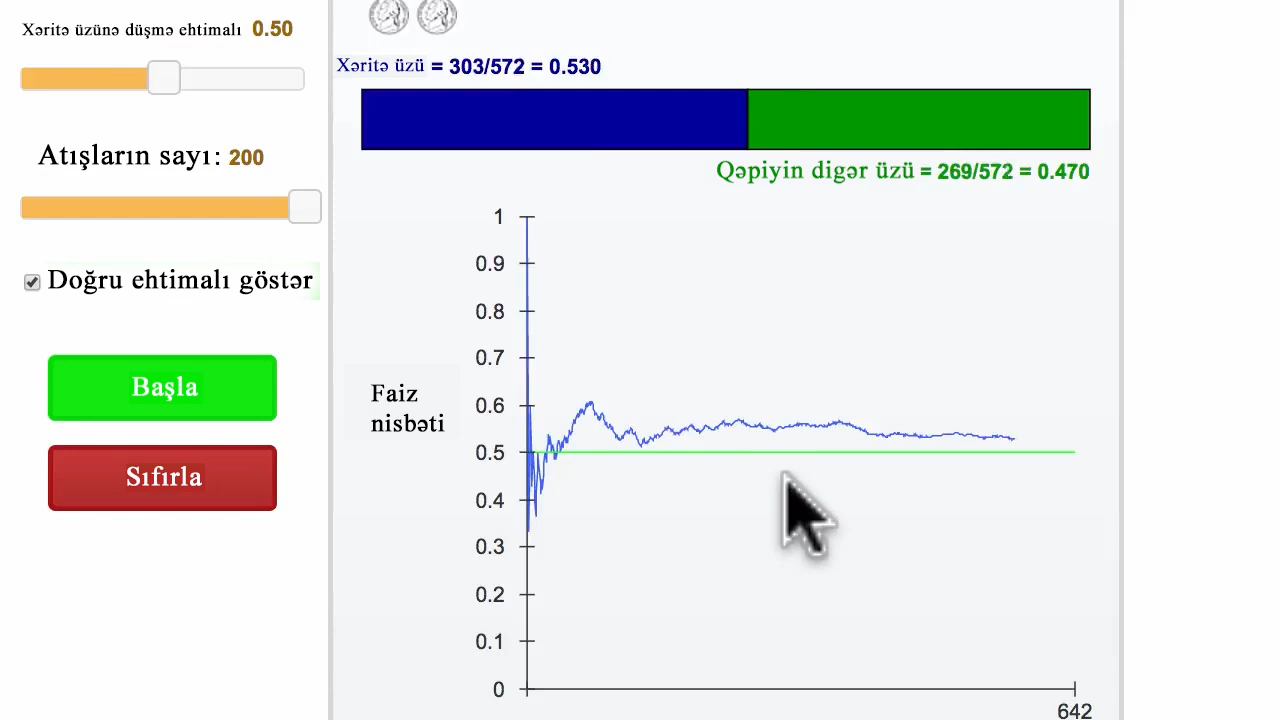 Xəritə üzünə düşmə ehtimalı 0.50
Atışların sayı: 200
Doğru ehtimalı göstər
Başla
Sıfırla
Xəritə üzü = 303/572 = 0.530
Qəpiyin digər üzü = 269/572 = 0.470
1
0.9
0.8
0.7
0.6
0.5
0.4
0.3
0.2
0.1
0
Faiz
nisbəti
642